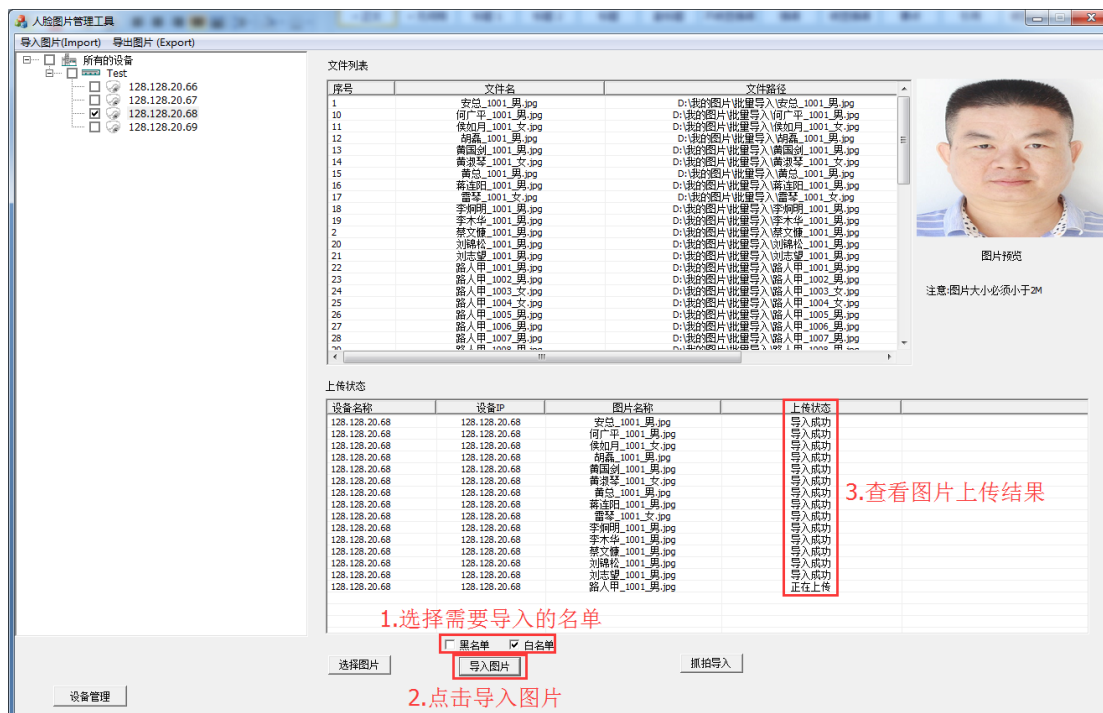 人脸图片管理工具
导入图片(Import) 导出图片 (Export)
所有的设备
Test
128.128.20.66
128.128.20.67
128.128.20.68
128.128.20.69
文件列表
序号 文件名 文件路径
1 安总_1001_男.jpg D:\我的图片\批量导入\安总_1001_男.jpg
10 何广平_1001_男.jpg D:\我的图片\批量导入\何广平_1001_男.jpg
11 侯如月_1001_女.jpg D:\我的图片\批量导入\侯如月_1001_女.jpg
12 胡磊_1001_男.jpg D:\我的图片\批量导入\胡磊_1001_男.jpg
13 黄国剑_1001_男.jpg D:\我的图片\批量导入\黄国剑_1001_男.jpg
14 黄淑琴_1001_女.jpg D:\我的图片\批量导入\黄淑琴_1001_女.jpg
15 黄总_1001_男.jpg D:\我的图片\批量导入\黄总_1001_男.jpg
16 蒋连阳_1001_男.jpg D:\我的图片\批量导入\蒋连阳_1001_男.jpg
17 雷琴_1001_女.jpg D:\我的图片\批量导入\雷琴_1001_女.jpg
18 李炯明_1001_男.jpg D:\我的图片\批量导入\李炯明_1001_男.jpg
19 李木华_1001_男.jpg D:\我的图片\批量导入\李木华_1001_男.jpg
2 蔡文慷_1001_男.jpg D:\我的图片\批量导入\蔡文慷_1001_男.jpg
20 刘锦松_1001_男.jpg D:\我的图片\批量导入\刘锦松_1001_男.jpg
21 刘志望_1001_男.jpg D:\我的图片\批量导入\刘志望_1001_男.jpg
22 路人甲_1001_男.jpg D:\我的图片\批量导入\路人甲_1001_男.jpg
23 路人甲_1002_男.jpg D:\我的图片\批量导入\路人甲_1002_男.jpg
24 路人甲_1003_女.jpg D:\我的图片\批量导入\路人甲_1003_女.jpg
25 路人甲_1004_女.jpg D:\我的图片\批量导入\路人甲_1004_女.jpg
26 路人甲_1005_男.jpg D:\我的图片\批量导入\路人甲_1005_男.jpg
27 路人甲_1006_男.jpg D:\我的图片\批量导入\路人甲_1006_男.jpg
28 路人甲_1007_男.jpg D:\我的图片\批量导入\路人甲_1007_男.jpg
图片预览
注意:图片大小必须小于2M
上传状态
设备名称 设备IP 图片名称 上传状态
128.128.20.68 128.128.20.68 安总_1001_男.jpg 导入成功
128.128.20.68 128.128.20.68 何广平_1001_男.jpg 导入成功
128.128.20.68 128.128.20.68 侯如月_1001_女.jpg 导入成功
128.128.20.68 128.128.20.68 胡磊_1001_男.jpg 导入成功
128.128.20.68 128.128.20.68 黄国剑_1001_男.jpg 导入成功
128.128.20.68 128.128.20.68 黄淑琴_1001_女.jpg 导入成功
128.128.20.68 128.128.20.68 黄总_1001_男.jpg 导入成功
128.128.20.68 128.128.20.68 蒋连阳_1001_男.jpg 导入成功
128.128.20.68 128.128.20.68 雷琴_1001_女.jpg 导入成功
128.128.20.68 128.128.20.68 李炯明_1001_男.jpg 导入成功
128.128.20.68 128.128.20.68 李木华_1001_男.jpg 导入成功
128.128.20.68 128.128.20.68 蔡文慷_1001_男.jpg 导入成功
128.128.20.68 128.128.20.68 刘锦松_1001_男.jpg 导入成功
128.128.20.68 128.128.20.68 刘志望_1001_男.jpg 导入成功
128.128.20.68 128.128.20.68 路人甲_1001_男.jpg 正在上传
3.查看图片上传结果
1.选择需要导入的名单
黑名单 白名单
选择图片 导入图片 抓拍导入
2.点击导入图片
设备管理